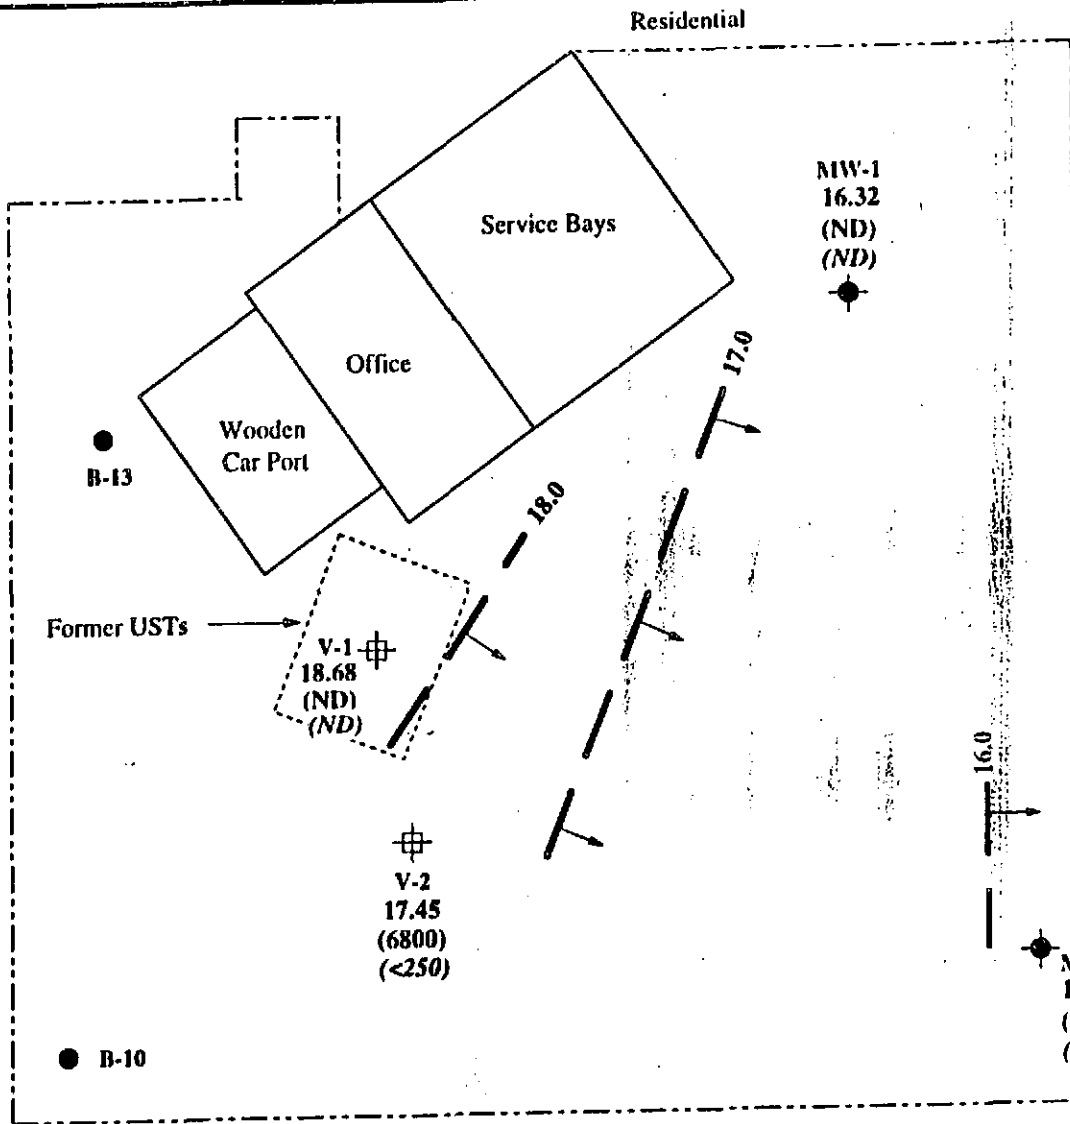 Residential
MW-1
16.32
(ND)
(ND)
Service Bays
Office
17.0
Wooden
Car Port
B-13
18.0
Former USTs
V-1
18.68
(ND)
(ND)
16.0
V-2
17.45
(6800)
(<250)
B-10